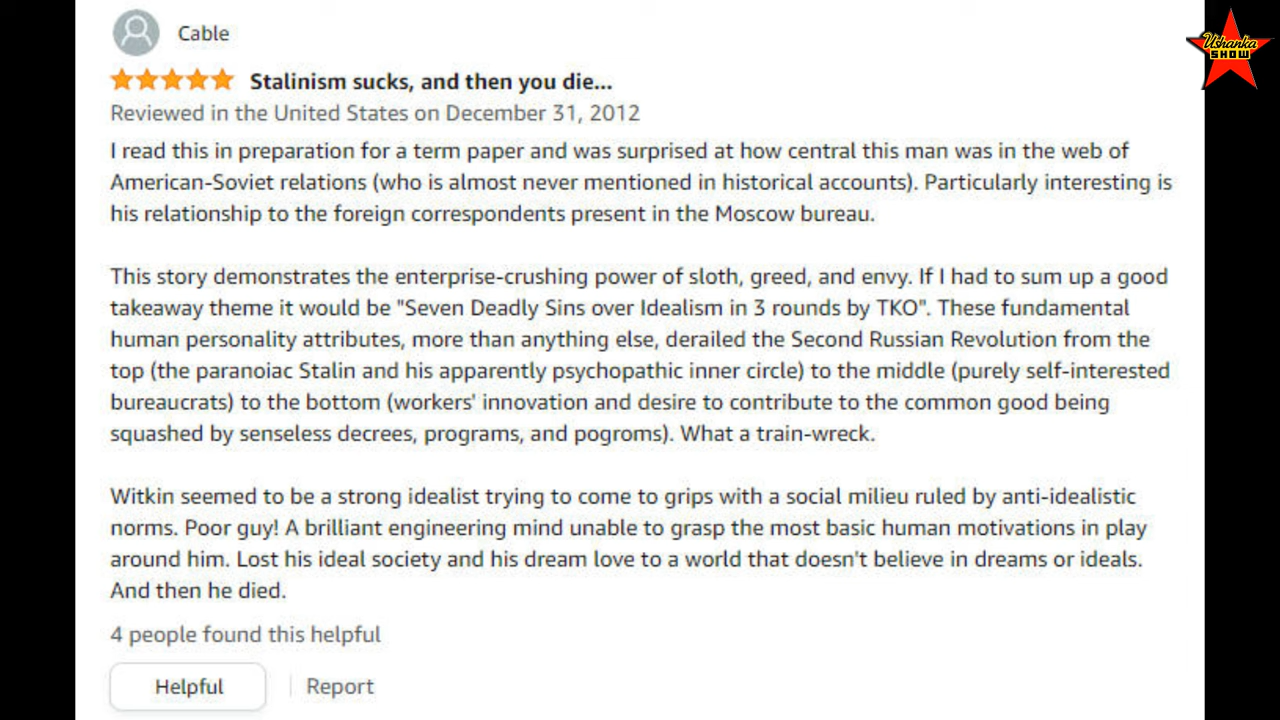 Cable
Ushanka
SHOW
Stalinism sucks, and then you die...
Reviewed in the United States on December 31, 2012
I read this in preparation for a term paper and was surprised at how central this man was in the web of
American-Soviet relations (who is almost never mentioned in historical accounts). Particularly interesting is
his relationship to the foreign correspondents present in the Moscow bureau.
This story demonstrates the enterprise-crushing power of sloth, greed, and envy. If I had to sum up a good
takeaway theme it would be "Seven Deadly Sins over Idealism in 3 rounds by TKO". These fundamental
human personality attributes, more than anything else, derailed the Second Russian Revolution from the
top (the paranoiac Stalin and his apparently psychopathic inner circle) to the middle (purely self-interested
bureaucrats) to the bottom (workers' innovation and desire to contribute to the common good being
squashed by senseless decrees, programs, and pogroms). What a train-wreck.
Witkin seemed to be a strong idealist trying to come to grips with a social milieu ruled by anti-idealistic
norms. Poor guy! A brilliant engineering mind unable to grasp the most basic human motivations in play
around him. Lost his ideal society and his dream love to a world that doesn't believe in dreams or ideals.
And then he died.
4 people found this helpful
Helpful
Report